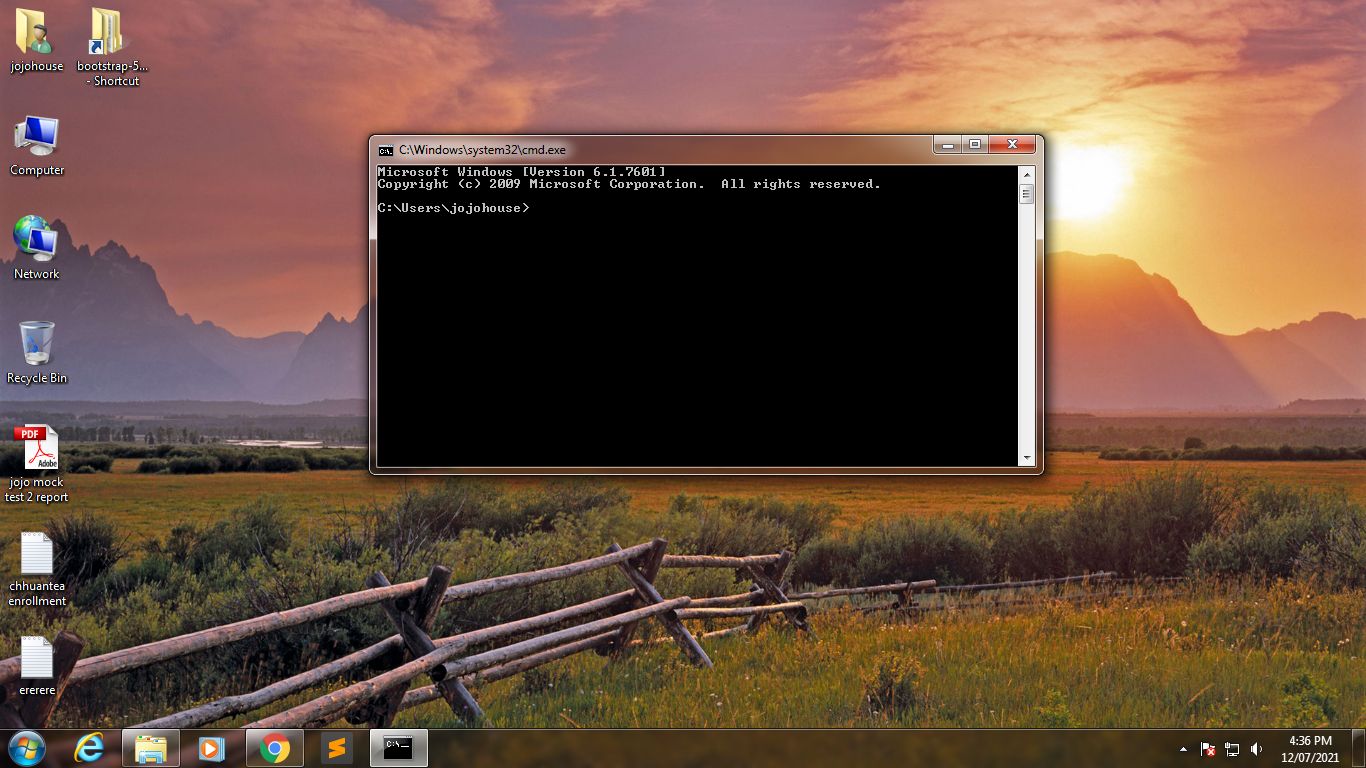 jojohouse
bootstrap-5...
- Shortcut
Computer
Network
Recycle Bin
PDF
Adobe
jojo mock
test 2 report
chhuantea
enrollment
ererere
C:\Windows\system32\cmd.exe
Microsoft Windows [Version 6.1.7601]
Copyright (c) 2009 Microsoft Corporation.  All rights reserved.
C:\Users\jojohouse>
4:36 PM
12/07/2021